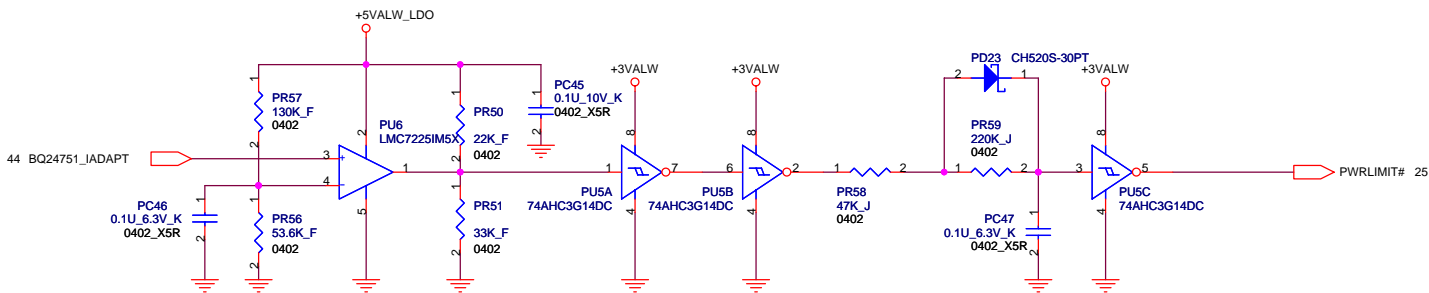 +5VALW_LDO
44 BQ24751_IADAPT
PR57
130K_F
0402
1
2
PC46
0.1U_6.3V_K
0402_X5R
1
2
PR56
53.6K_F
0402
1
2
PU6
LMC7225IM5X
3
+
4
-
2
5
1
PR50
22K_F
0402
1
2
PR51
33K_F
0402
1
2
PC45
0.1U_10V_K
0402_X5R
1
2
+3VALW
8
1
7
4
PU5A
74AHC3G14DC
+3VALW
8
6
2
4
PU5B
74AHC3G14DC
1
2
PR58
47K_J
0402
PD23 CH520S-30PT
2
1
PR59
220K_J
0402
1
2
PC47
0.1U_6.3V_K
0402_X5R
1
2
+3VALW
8
3
5
4
PU5C
74AHC3G14DC
PWRLIMIT# 25